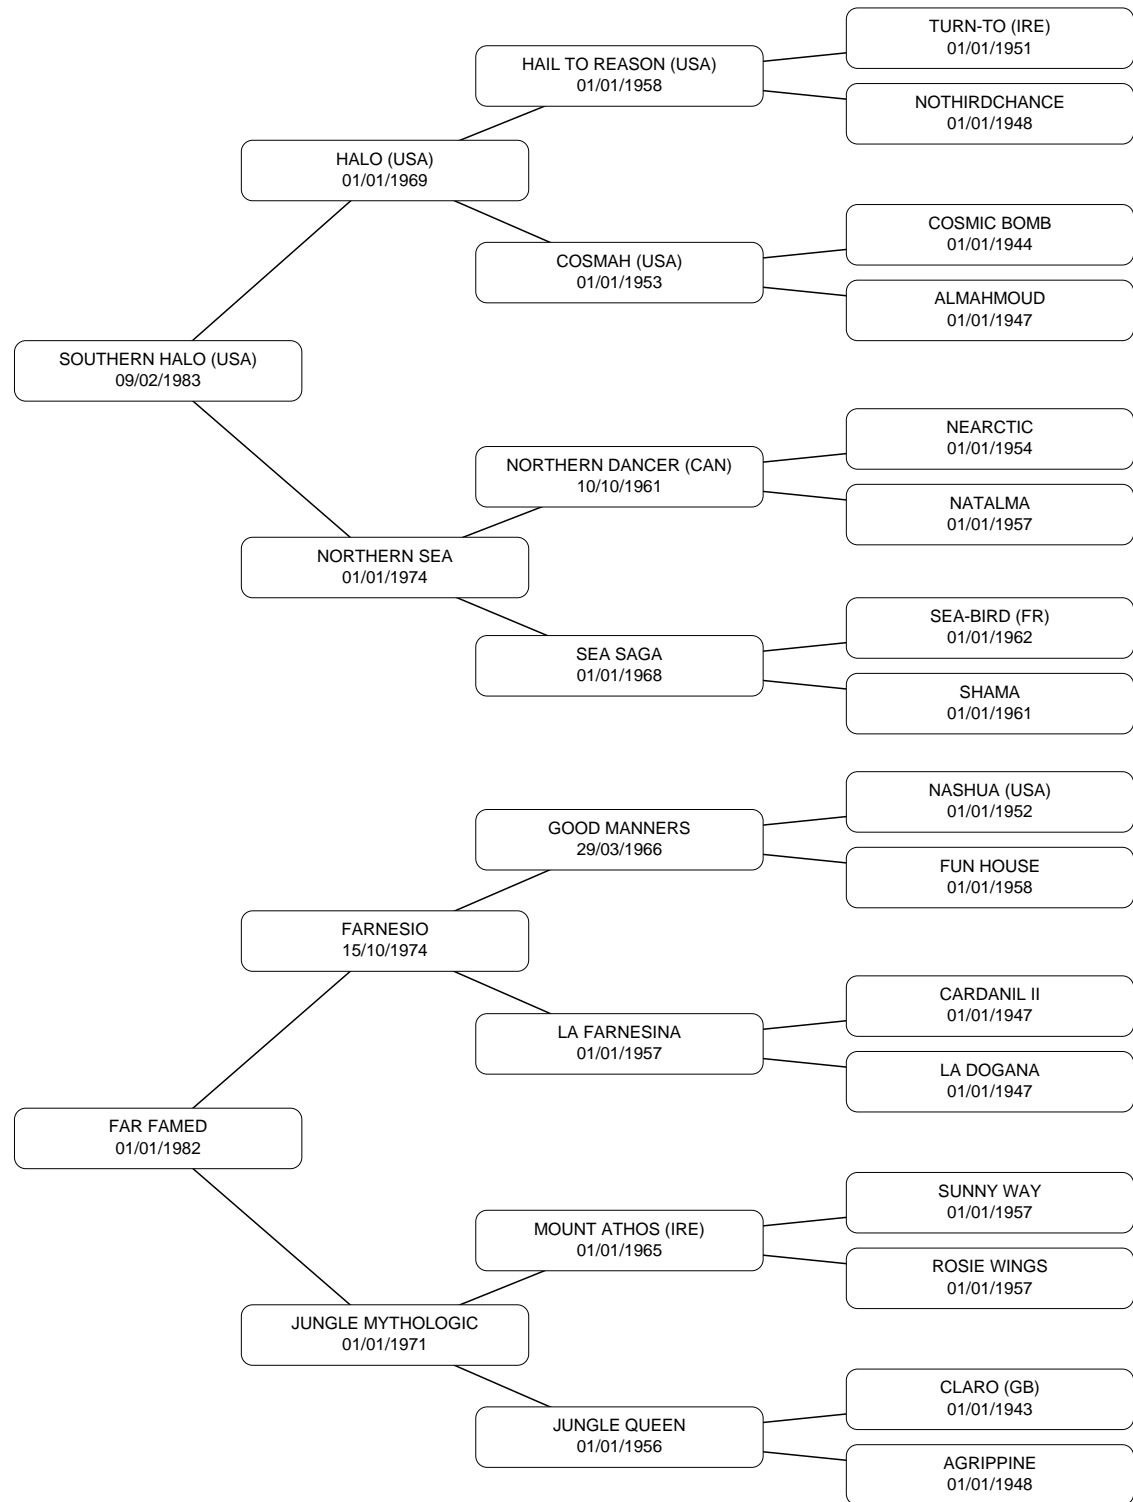 TURN-TO (IRE)
01/01/1951
HAIL TO REASON (USA)
01/01/1958
NOTHIRDCHANCE
01/01/1948
HALO (USA)
01/01/1969
COSMIC BOMB
01/01/1944
COSMAH (USA)
01/01/1953
ALMAHMOUD
01/01/1947
SOUTHERN HALO (USA)
09/02/1983
NEARCTIC
01/01/1954
NORTHERN DANCER (CAN)
10/10/1961
NATALMA
01/01/1957
NORTHERN SEA
01/01/1974
SEA-BIRD (FR)
01/01/1962
SEA SAGA
01/01/1968
SHAMA
01/01/1961
NASHUA (USA)
01/01/1952
GOOD MANNERS
29/03/1966
FUN HOUSE
01/01/1958
FARNESIO
15/10/1974
CARDANIL II
01/01/1947
LA FARNESINA
01/01/1957
LA DOGANA
01/01/1947
FAR FAMED
01/01/1982
SUNNY WAY
01/01/1957
MOUNT ATHOS (IRE)
01/01/1965
ROSIE WINGS
01/01/1957
JUNGLE MYTHOLOGIC
01/01/1971
CLARO (GB)
01/01/1943
JUNGLE QUEEN
01/01/1956
AGRIPPINE
01/01/1948